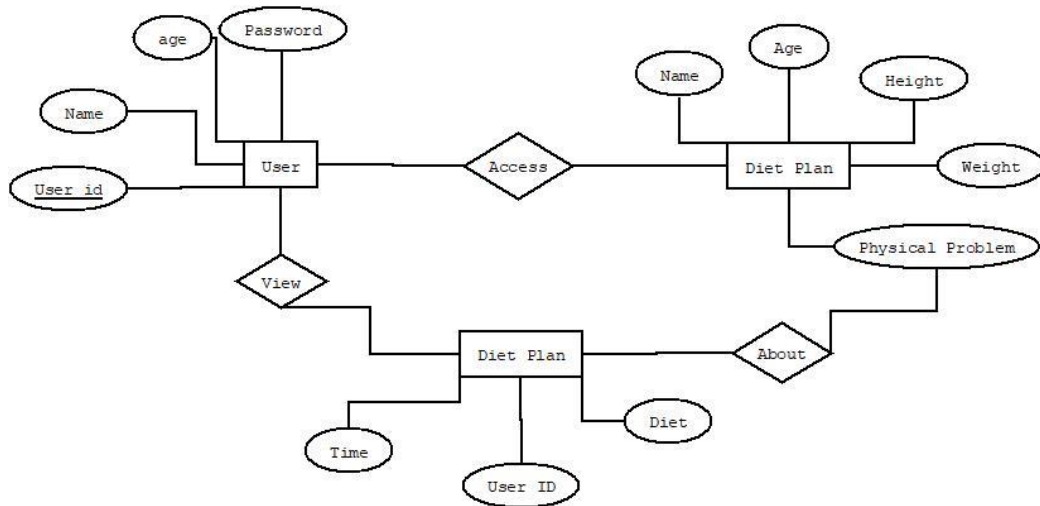 Password
age
Age
Name
Height
Name
User
Access
Diet Plan
Weight
User id
Physical Problem
View
Diet Plan
About
Diet
Time
User ID